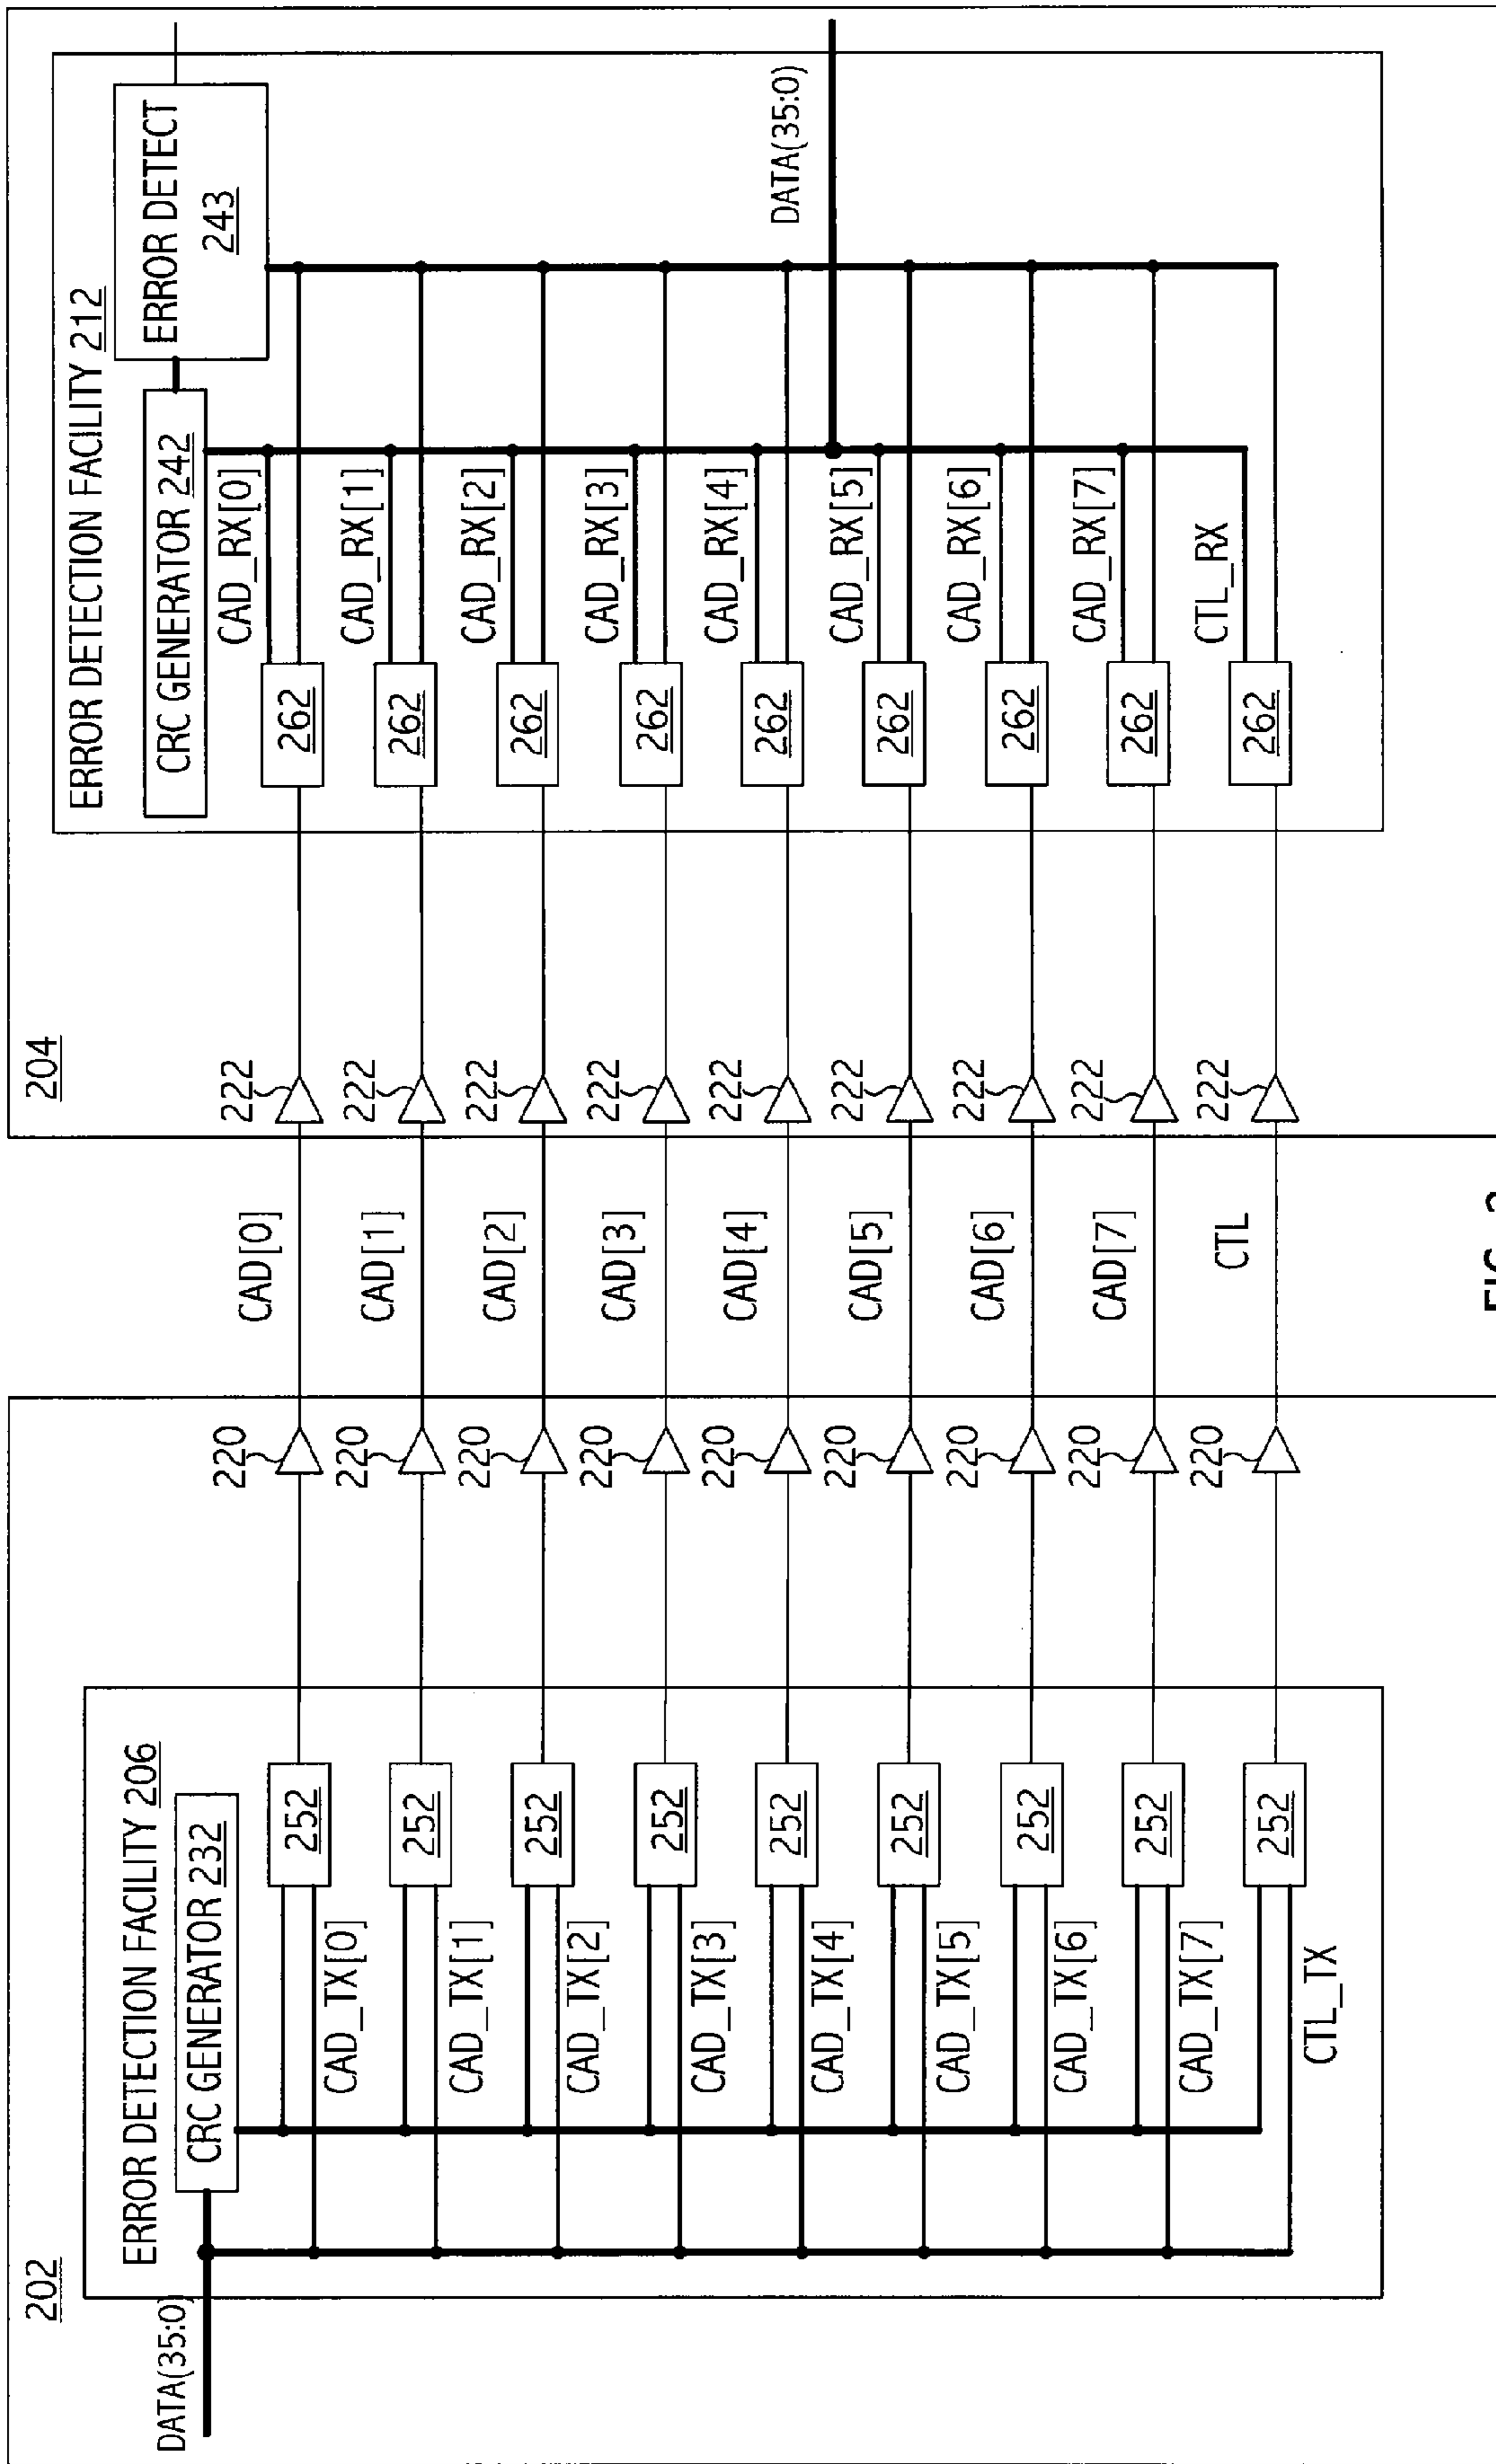 202
DATA(35:0)
ERROR DETECTION FACILITY 206
CRC GENERATOR 232
CAD_TX[0]
CAD_TX[1]
CAD_TX[2]
CAD_TX[3]
CAD_TX[4]
CAD_TX[5]
CAD_TX[6]
CAD_TX[7]
CTL_TX
252
252
252
252
252
252
252
252
252
220
220
220
220
220
220
220
220
220
CAD[0]
CAD[1]
CAD[2]
CAD[3]
CAD[4]
CAD[5]
CAD[6]
CAD[7]
CTL
204
222
222
222
222
222
222
222
222
222
ERROR DETECTION FACILITY 212
CRC GENERATOR 242
ERROR DETECT
243
262
262
262
262
262
262
262
262
262
CAD_RX[0]
CAD_RX[1]
CAD_RX[2]
CAD_RX[3]
CAD_RX[4]
CAD_RX[5]
CAD_RX[6]
CAD_RX[7]
CTL_RX
DATA(35:0)
FIG.